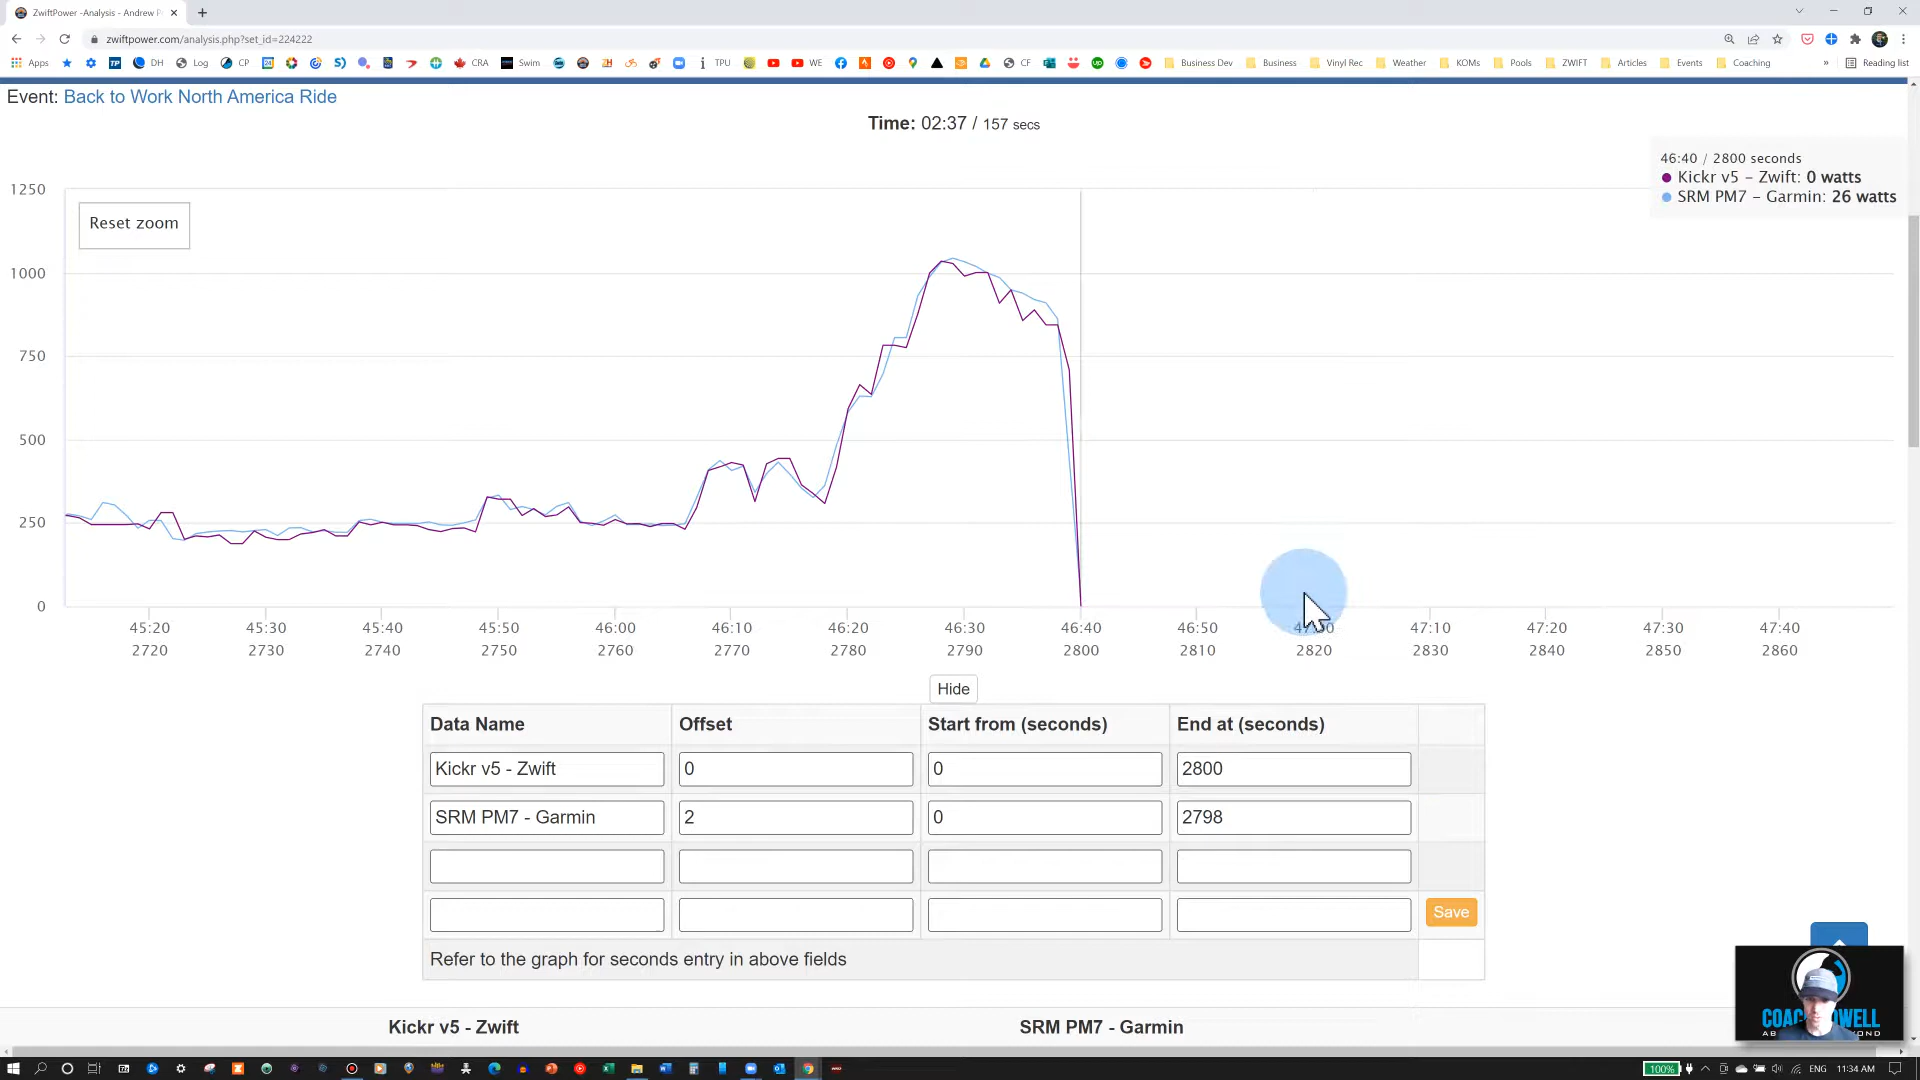 ZwiftPower -Analysis - Andrew P
zwiftpower.com/analysis.php?set_id=224222
Apps DH Log CP CRA Swim TPU WE CF Business Dev Business Vinyl Rec Weather KOMs Pools ZWIFT Articles Events Coaching » Reading list
Event: Back to Work North America Ride
Time: 02:37 / 157 secs
46:40 / 2800 seconds
Kickr v5 - Zwift: 0 watts
SRM PM7 - Garmin: 26 watts
Reset zoom
1250
1000
750
500
250
0
45:20 45:30 45:40 45:50 46:00 46:10 46:20 46:30 46:40 46:50 47:00 47:10 47:20 47:30 47:40
2720 2730 2740 2750 2760 2770 2780 2790 2800 2810 2820 2830 2840 2850 2860
Hide
Data Name Offset Start from (seconds) End at (seconds)
Kickr v5 - Zwift 0 0 2800
SRM PM7 - Garmin 2 0 2798
Save
Refer to the graph for seconds entry in above fields
Kickr v5 - Zwift SRM PM7 - Garmin
100% ENG 11:34 AM